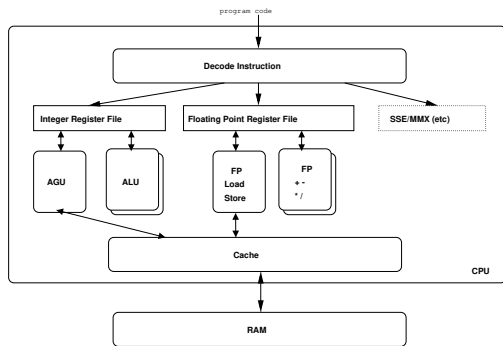 program code
Decode Instruction
Integer Register File
Floating Point Register File
SSE/MMX (etc)
AGU
ALU
FP
Load
Store
FP
+ -
* /
Cache
CPU
RAM